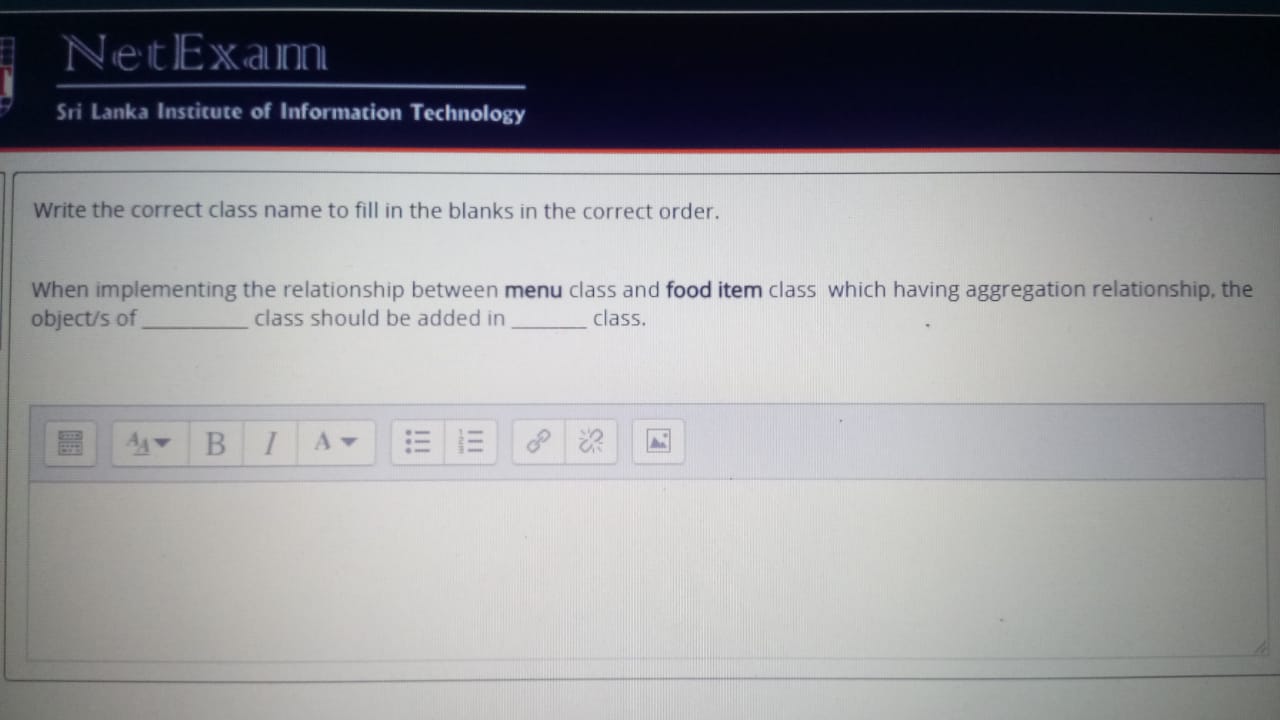 NetExam
Sri Lanka Institute of Information Technology
Write the correct class name to fill in the blanks in the correct order.
When implementing the relationship between menu class and food item class which having aggregation relationship, the
object/s of __________ class should be added in _______ class.